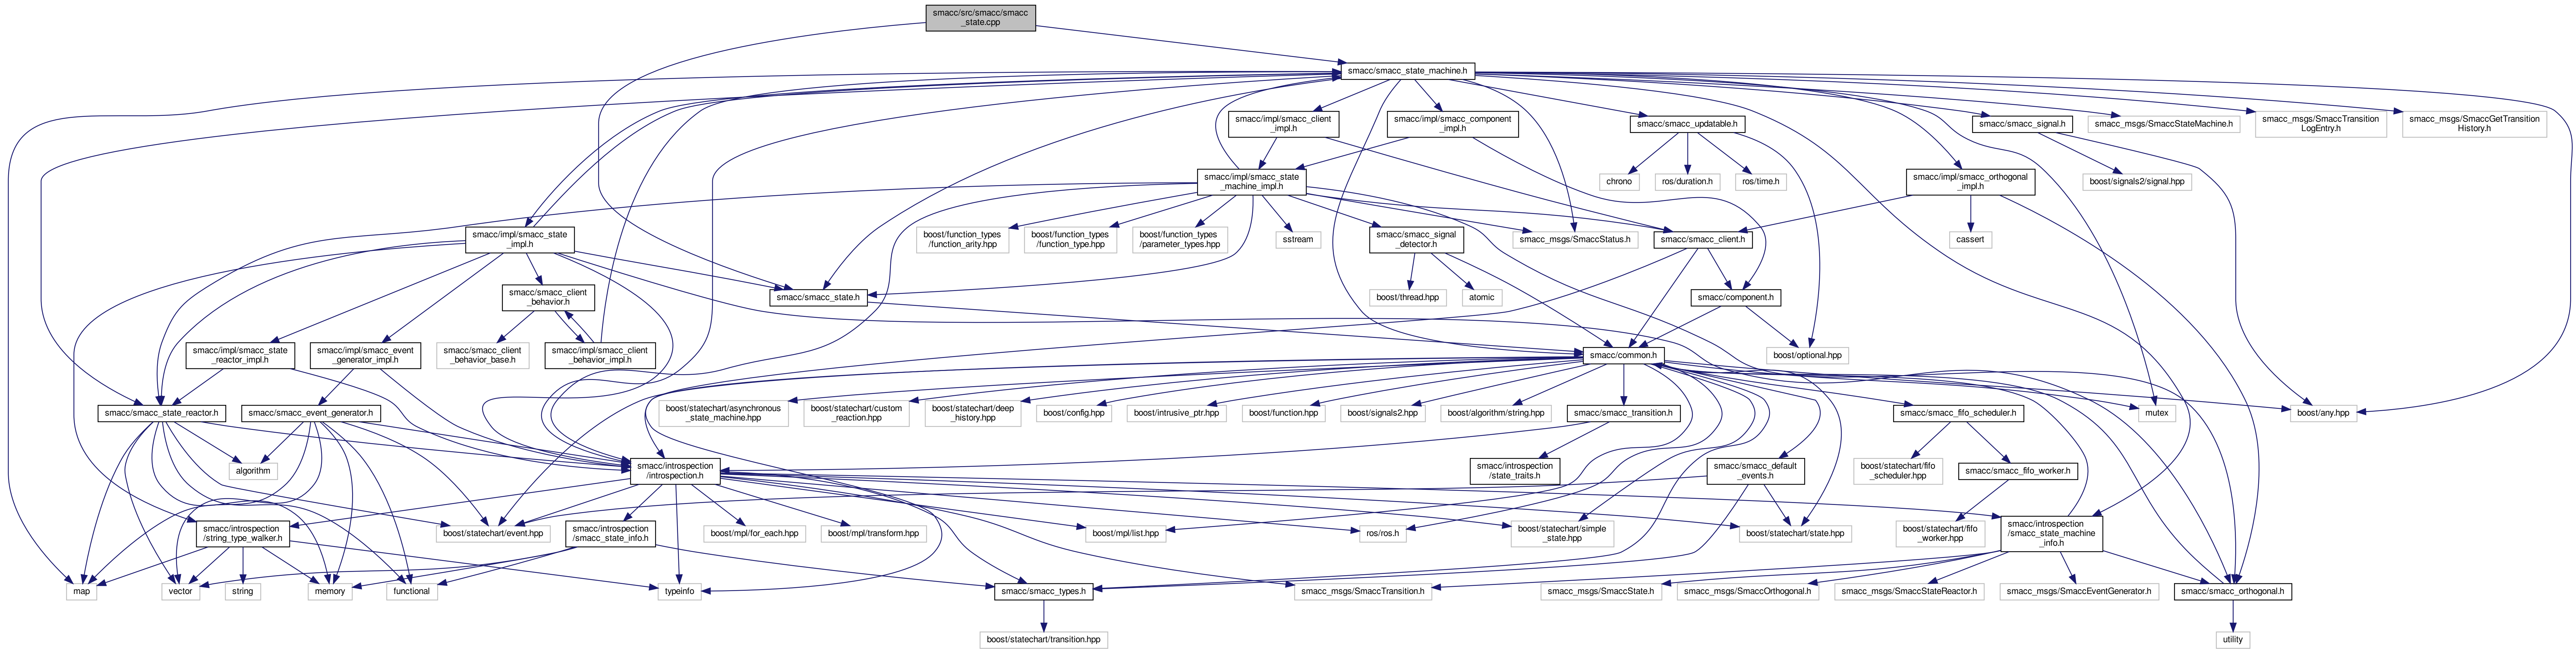 smacc/src/smacc/smacc
_state.cpp
smacc/smacc_state_machine.h
smacc/impl/smacc_client
_impl.h
smacc/impl/smacc_component
_impl.h
smacc/smacc_updatable.h
smacc/smacc_signal.h
smacc_msgs/SmaccStateMachine.h
smacc_msgs/SmaccTransition
LogEntry.h
smacc_msgs/SmaccGetTransition
History.h
smacc/impl/smacc_state
_machine_impl.h
chrono
ros/duration.h
ros/time.h
smacc/impl/smacc_orthogonal
_impl.h
boost/signals2/signal.hpp
smacc/impl/smacc_state
_impl.h
boost/function_types
/function_arity.hpp
boost/function_types
/function_type.hpp
boost/function_types
/parameter_types.hpp
sstream
smacc/smacc_signal
_detector.h
smacc_msgs/SmaccStatus.h
smacc/smacc_client.h
cassert
smacc/smacc_client
_behavior.h
smacc/smacc_state.h
boost/thread.hpp
atomic
smacc/component.h
smacc/impl/smacc_state
_reactor_impl.h
smacc/impl/smacc_event
_generator_impl.h
smacc/smacc_client
_behavior_base.h
smacc/impl/smacc_client
_behavior_impl.h
smacc/common.h
boost/optional.hpp
smacc/smacc_state_reactor.h
smacc/smacc_event_generator.h
boost/statechart/asynchronous
_state_machine.hpp
boost/statechart/custom
_reaction.hpp
boost/statechart/deep
_history.hpp
boost/config.hpp
boost/intrusive_ptr.hpp
boost/function.hpp
boost/signals2.hpp
boost/algorithm/string.hpp
smacc/smacc_transition.h
smacc/smacc_fifo_scheduler.h
mutex
boost/any.hpp
algorithm
smacc/introspection
/introspection.h
smacc/introspection
/state_traits.h
smacc/smacc_default
_events.h
boost/statechart/fifo
_scheduler.hpp
smacc/smacc_fifo_worker.h
smacc/introspection
/string_type_walker.h
boost/statechart/event.hpp
smacc/introspection
/smacc_state_info.h
boost/mpl/for_each.hpp
boost/mpl/transform.hpp
boost/mpl/list.hpp
ros/ros.h
boost/statechart/simple
_state.hpp
boost/statechart/state.hpp
boost/statechart/fifo
_worker.hpp
smacc/introspection
/smacc_state_machine
_info.h
map
vector
string
memory
functional
typeinfo
smacc/smacc_types.h
smacc_msgs/SmaccTransition.h
smacc_msgs/SmaccState.h
smacc_msgs/SmaccOrthogonal.h
smacc_msgs/SmaccStateReactor.h
smacc_msgs/SmaccEventGenerator.h
smacc/smacc_orthogonal.h
boost/statechart/transition.hpp
utility